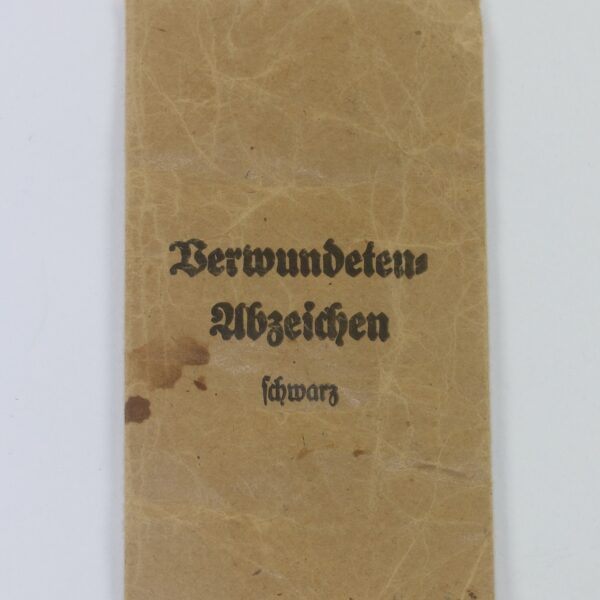 Verwundeten-
Abzeichen
schwarz